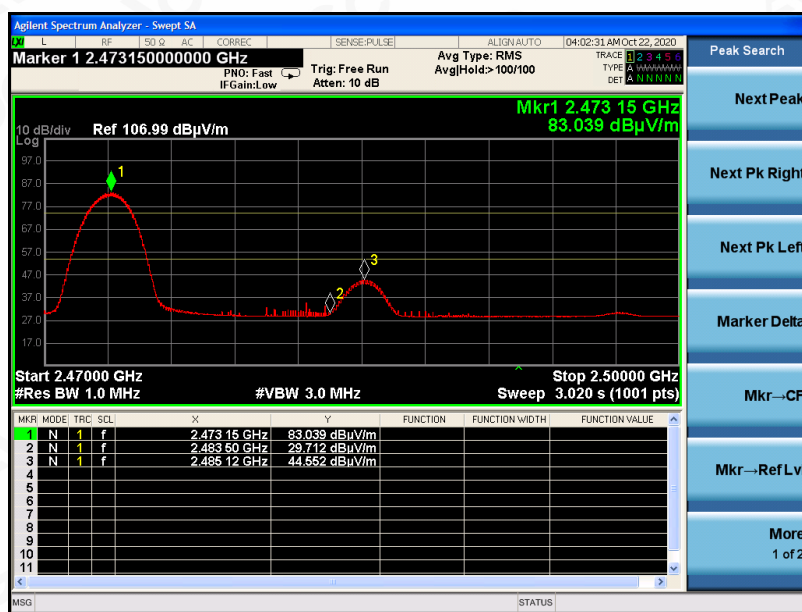 Agilent Spectrum Analyzer - Swept SA
LXI L RF 50 Ω AC CORREC SENSE:PULSE ALIGN AUTO 04:02:31 AM Oct 22, 2020
Marker 1 2.473150000000 GHz
PNO: Fast
IFGain:Low
Trig: Free Run
Atten: 10 dB
Avg Type: RMS
Avg|Hold:>100/100
TRACE 1 2 3 4 5 6
TYPE A WWWWW
DET A N N N N N
Mkr1 2.473 15 GHz
83.039 dBµV/m
10 dB/div Ref 106.99 dBµV/m
Log
97.0
87.0
77.0
67.0
57.0
47.0
37.0
27.0
17.0
1
2
3
Start 2.47000 GHz
Stop 2.50000 GHz
#Res BW 1.0 MHz #VBW 3.0 MHz Sweep 3.020 s (1001 pts)
MKR MODE TRC SCL X Y FUNCTION FUNCTION WIDTH FUNCTION VALUE
1 N 1 f 2.473 15 GHz 83.039 dBµV/m
2 N 1 f 2.483 50 GHz 29.712 dBµV/m
3 N 1 f 2.485 12 GHz 44.552 dBµV/m
4
5
6
7
8
9
10
11
MSG STATUS
Peak Search
Next Peak
Next Pk Right
Next Pk Left
Marker Delta
Mkr→CF
Mkr→Ref Lv
More
1 of 2